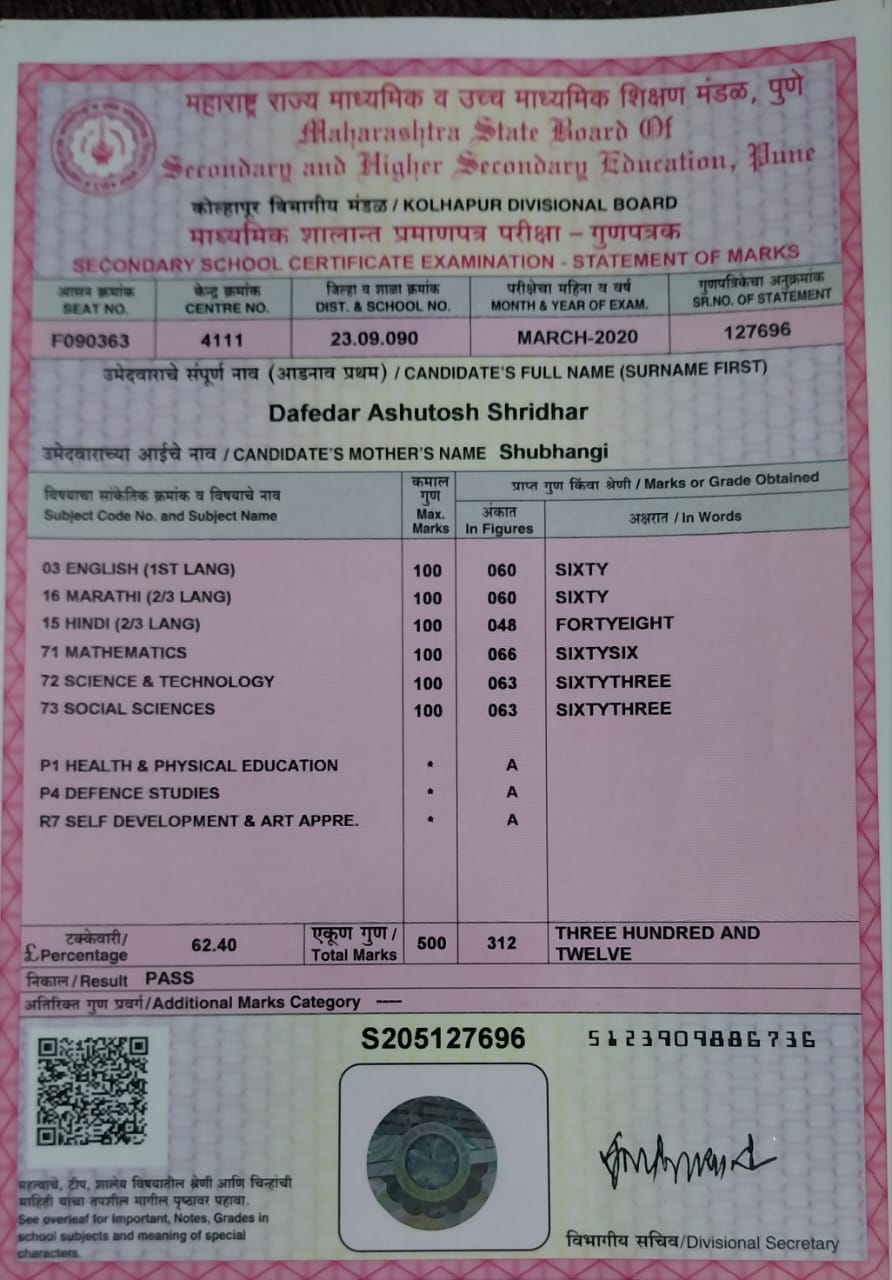 महाराष्ट्र राज्य माध्यमिक व उच्च माध्यमिक शिक्षण मंडळ, पुणे
Maharashtra State Board Of
Secondary and Higher Secondary Education, Pune
कोल्हापूर विभागीय मंडळ / KOLHAPUR DIVISIONAL BOARD
माध्यमिक शालान्त प्रमाणपत्र परीक्षा – गुणपत्रक
SECONDARY SCHOOL CERTIFICATE EXAMINATION - STATEMENT OF MARKS
आसन क्रमांक केन्द्र क्रमांक जिल्हा व शाळा क्रमांक परीक्षेचा महिना व वर्ष गुणपत्रिकेचा अनुक्रमांक
SEAT NO. CENTRE NO. DIST. & SCHOOL NO. MONTH & YEAR OF EXAM. SR.NO. OF STATEMENT
F090363 4111 23.09.090 MARCH-2020 127696
उमेदवाराचे संपूर्ण नाव (आडनाव प्रथम) / CANDIDATE'S FULL NAME (SURNAME FIRST)
Dafedar Ashutosh Shridhar
उमेदवाराच्या आईचे नाव / CANDIDATE'S MOTHER'S NAME Shubhangi
विषयाचा सांकेतिक क्रमांक व विषयाचे नाव
Subject Code No. and Subject Name
कमाल
गुण
Max.
Marks
प्राप्त गुण किंवा श्रेणी / Marks or Grade Obtained
अंकात
In Figures
अक्षरात / In Words
03 ENGLISH (1ST LANG) 100 060 SIXTY
16 MARATHI (2/3 LANG) 100 060 SIXTY
15 HINDI (2/3 LANG) 100 048 FORTYEIGHT
71 MATHEMATICS 100 066 SIXTYSIX
72 SCIENCE & TECHNOLOGY 100 063 SIXTYTHREE
73 SOCIAL SCIENCES 100 063 SIXTYTHREE
P1 HEALTH & PHYSICAL EDUCATION * A
P4 DEFENCE STUDIES * A
R7 SELF DEVELOPMENT & ART APPRE. * A
टक्केवारी/
£Percentage
62.40
एकूण गुण /
Total Marks
500 312
THREE HUNDRED AND
TWELVE
निकाल/Result PASS
अतिरिक्त गुण प्रवर्ग/Additional Marks Category ----
S205127696
5123909886736
महत्वाचे, टीप, शालेय विषयातील श्रेणी आणि चिन्हांची
माहिती यांचा तपशील मागील पृष्ठावर पहावा.
See overleaf for Important, Notes, Grades in
school subjects and meaning of special
characters.
विभागीय सचिव/Divisional Secretary